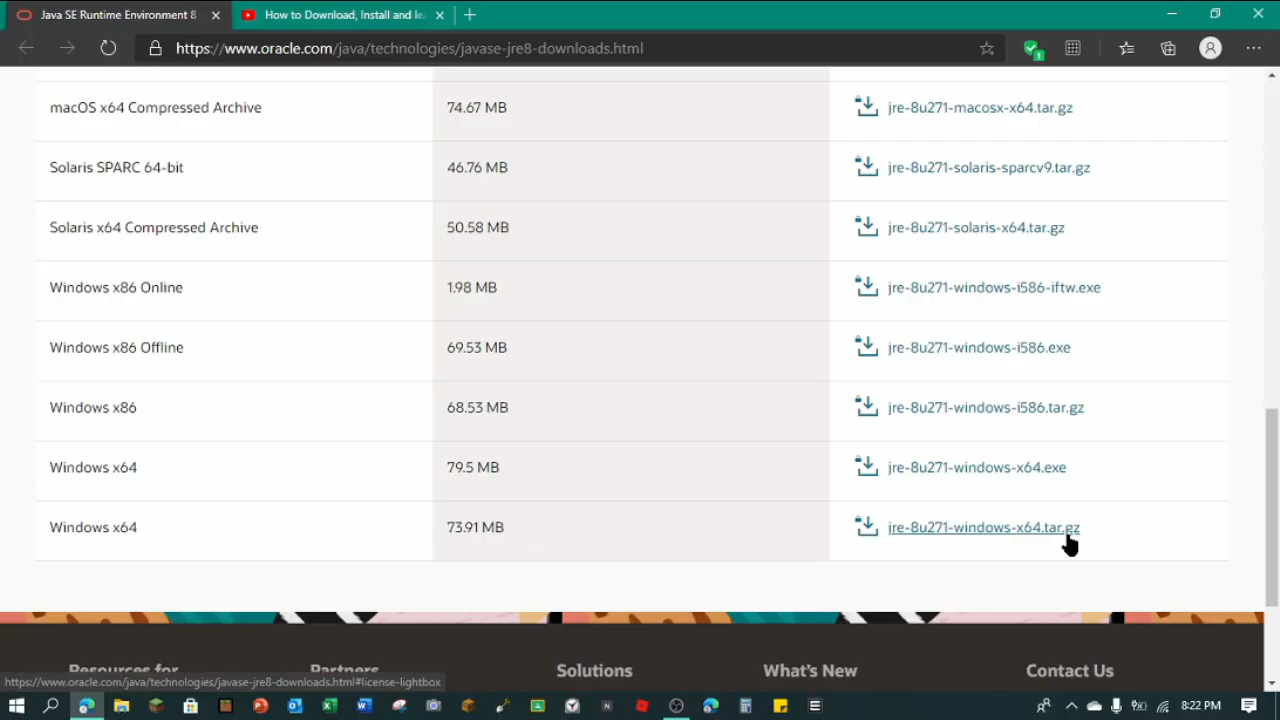 Java SE Runtime Environment 8
How to Download, Install and le
https://www.oracle.com/java/technologies/javase-jre8-downloads.html
1
macOS x64 Compressed Archive 74.67 MB jre-8u271-macosx-x64.tar.gz
Solaris SPARC 64-bit 46.76 MB jre-8u271-solaris-sparcv9.tar.gz
Solaris x64 Compressed Archive 50.58 MB jre-8u271-solaris-x64.tar.gz
Windows x86 Online 1.98 MB jre-8u271-windows-i586-iftw.exe
Windows x86 Offline 69.53 MB jre-8u271-windows-i586.exe
Windows x86 68.53 MB jre-8u271-windows-i586.tar.gz
Windows x64 79.5 MB jre-8u271-windows-x64.exe
Windows x64 73.91 MB jre-8u271-windows-x64.tar.gz
Resources for Partners Solutions What's New Contact Us
https://www.oracle.com/java/technologies/javase-jre8-downloads.html#license-lightbox
8:22 PM